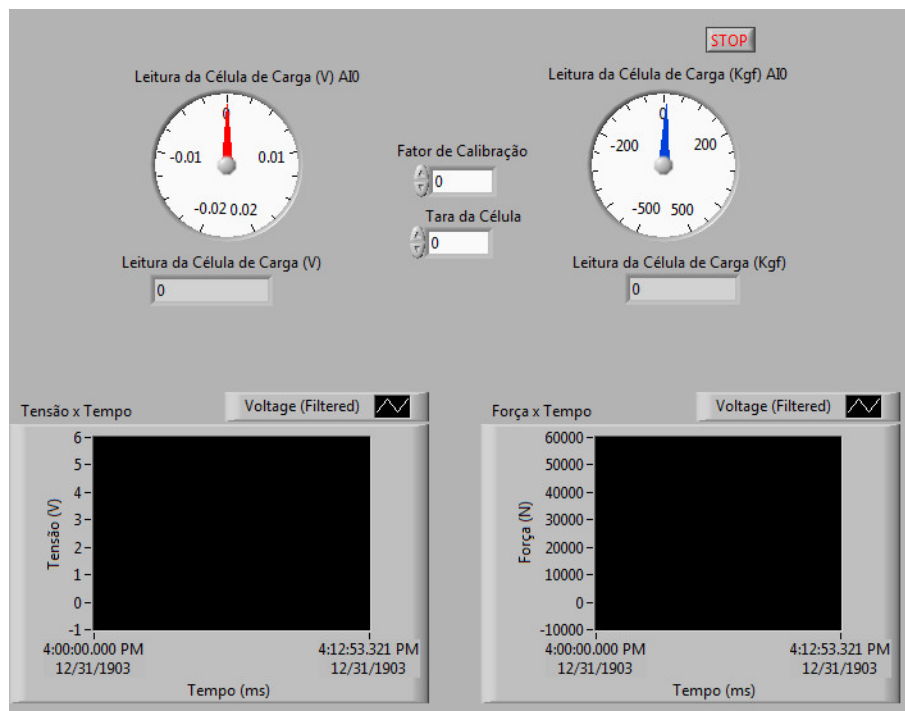 STOP
Leitura da Célula de Carga (V) AI0
Leitura da Célula de Carga (Kgf) AI0
0
-0.01 0.01
-0.02 0.02
Fator de Calibração
0
Tara da Célula
0
0
-200 200
-500 500
Leitura da Célula de Carga (V)
0
Leitura da Célula de Carga (Kgf)
0
Tensão x Tempo
Voltage (Filtered)
6
5
4
3
2
1
0
-1
Tensão (V)
4:00:00.000 PM
12/31/1903
4:12:53.321 PM
12/31/1903
Tempo (ms)
Força x Tempo
Voltage (Filtered)
60000
50000
40000
30000
20000
10000
0
-10000
Força (N)
4:00:00.000 PM
12/31/1903
4:12:53.321 PM
12/31/1903
Tempo (ms)